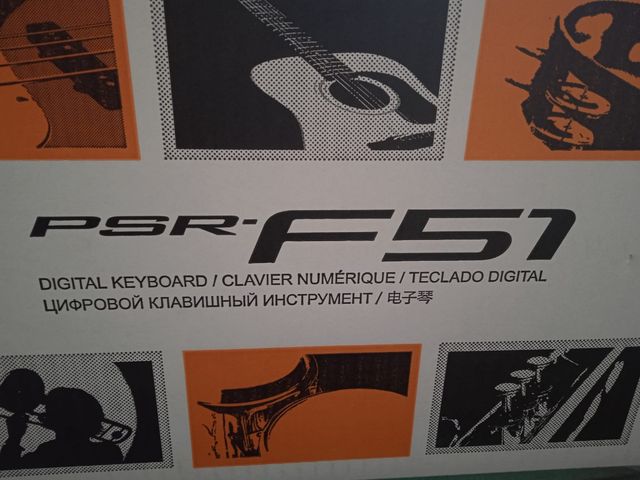 PSR-F51
DIGITAL KEYBOARD / CLAVIER NUMÉRIQUE / TECLADO DIGITAL
ЦИФРОВОЙ КЛАВИШНЫЙ ИНСТРУМЕНТ / 电子琴